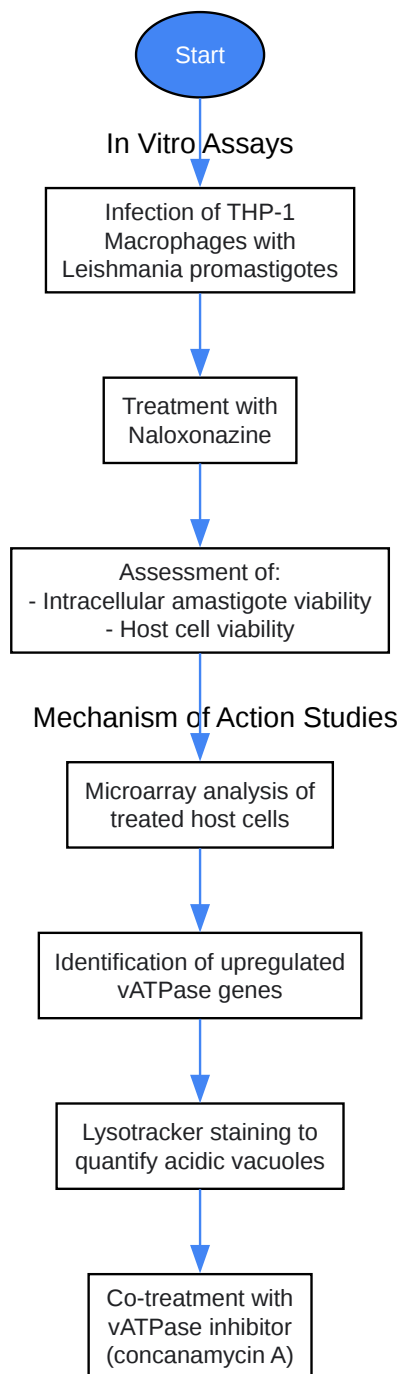 Start
In Vitro Assays
Infection of THP-1
Macrophages with
Leishmania promastigotes
Treatment with
Naloxonazine
Assessment of:
- Intracellular amastigote viability
- Host cell viability
Mechanism of Action Studies
Microarray analysis of
treated host cells
Identification of upregulated
vATPase genes
Lysotracker staining to
quantify acidic vacuoles
Co-treatment with
vATPase inhibitor
(concanamycin A)